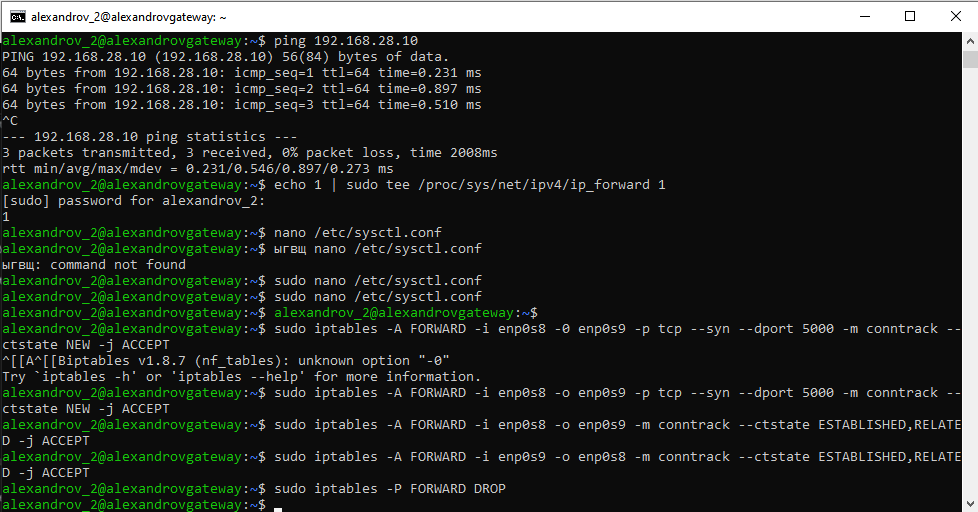 alexandrov_2@alexandrovgateway: ~
alexandrov_2@alexandrovgateway:~$ ping 192.168.28.10
PING 192.168.28.10 (192.168.28.10) 56(84) bytes of data.
64 bytes from 192.168.28.10: icmp_seq=1 ttl=64 time=0.231 ms
64 bytes from 192.168.28.10: icmp_seq=2 ttl=64 time=0.897 ms
64 bytes from 192.168.28.10: icmp_seq=3 ttl=64 time=0.510 ms
^C
--- 192.168.28.10 ping statistics ---
3 packets transmitted, 3 received, 0% packet loss, time 2008ms
rtt min/avg/max/mdev = 0.231/0.546/0.897/0.273 ms
alexandrov_2@alexandrovgateway:~$ echo 1 | sudo tee /proc/sys/net/ipv4/ip_forward 1
[sudo] password for alexandrov_2:
1
alexandrov_2@alexandrovgateway:~$ nano /etc/sysctl.conf
alexandrov_2@alexandrovgateway:~$ ыгвщ nano /etc/sysctl.conf
ыгвщ: command not found
alexandrov_2@alexandrovgateway:~$ sudo nano /etc/sysctl.conf
alexandrov_2@alexandrovgateway:~$ sudo nano /etc/sysctl.conf
alexandrov_2@alexandrovgateway:~$ alexandrov_2@alexandrovgateway:~$
alexandrov_2@alexandrovgateway:~$ sudo iptables -A FORWARD -i enp0s8 -0 enp0s9 -p tcp --syn --dport 5000 -m conntrack --
ctstate NEW -j ACCEPT
^[[A^[[Biptables v1.8.7 (nf_tables): unknown option "-0"
Try `iptables -h' or 'iptables --help' for more information.
alexandrov_2@alexandrovgateway:~$ sudo iptables -A FORWARD -i enp0s8 -o enp0s9 -p tcp --syn --dport 5000 -m conntrack --
ctstate NEW -j ACCEPT
alexandrov_2@alexandrovgateway:~$ sudo iptables -A FORWARD -i enp0s8 -o enp0s9 -m conntrack --ctstate ESTABLISHED,RELATE
D -j ACCEPT
alexandrov_2@alexandrovgateway:~$ sudo iptables -A FORWARD -i enp0s9 -o enp0s8 -m conntrack --ctstate ESTABLISHED,RELATE
D -j ACCEPT
alexandrov_2@alexandrovgateway:~$ sudo iptables -P FORWARD DROP
alexandrov_2@alexandrovgateway:~$